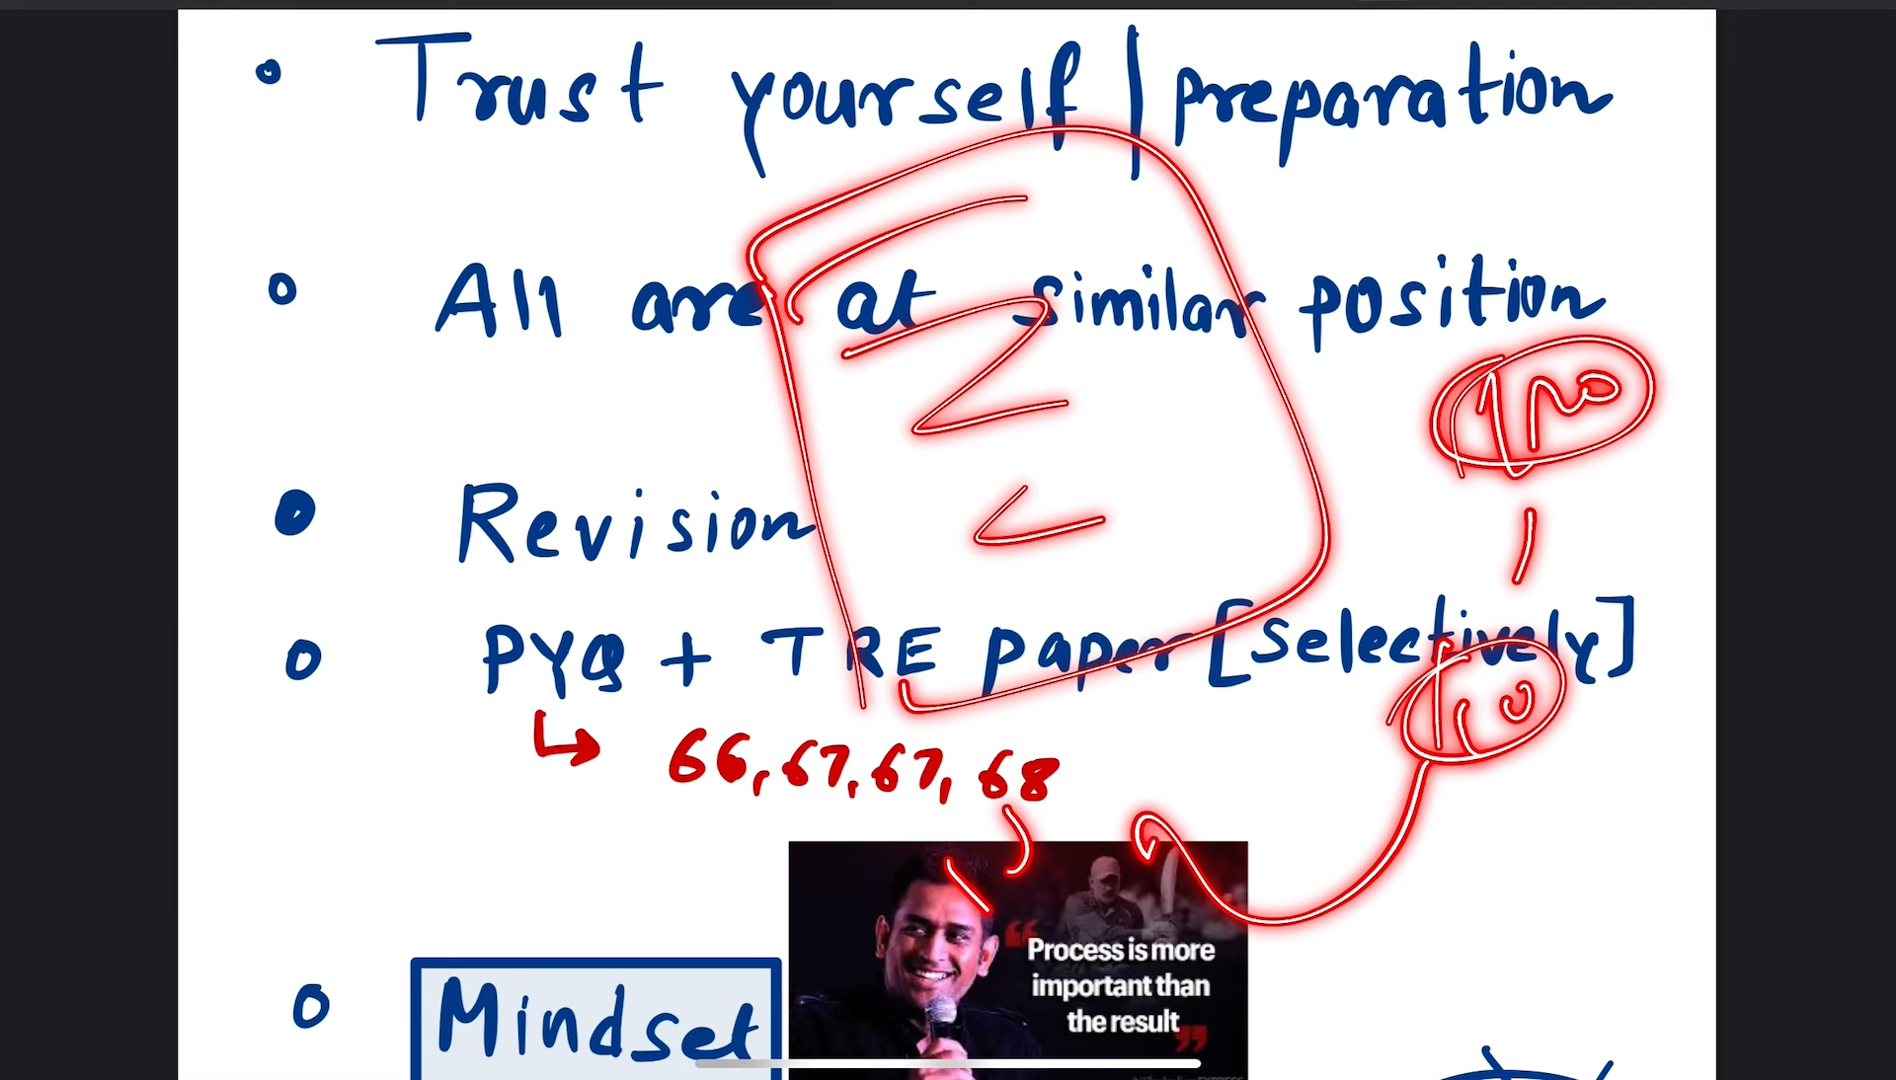 Trust yourself | preparation
All are at similar position
Revision
PYQ + TRE paper [selectively]
66, 67, 67, 68
“Process is more
important than
the result”
Mindset